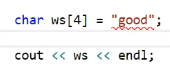 char ws[4] = "good";
cout << ws << endl;